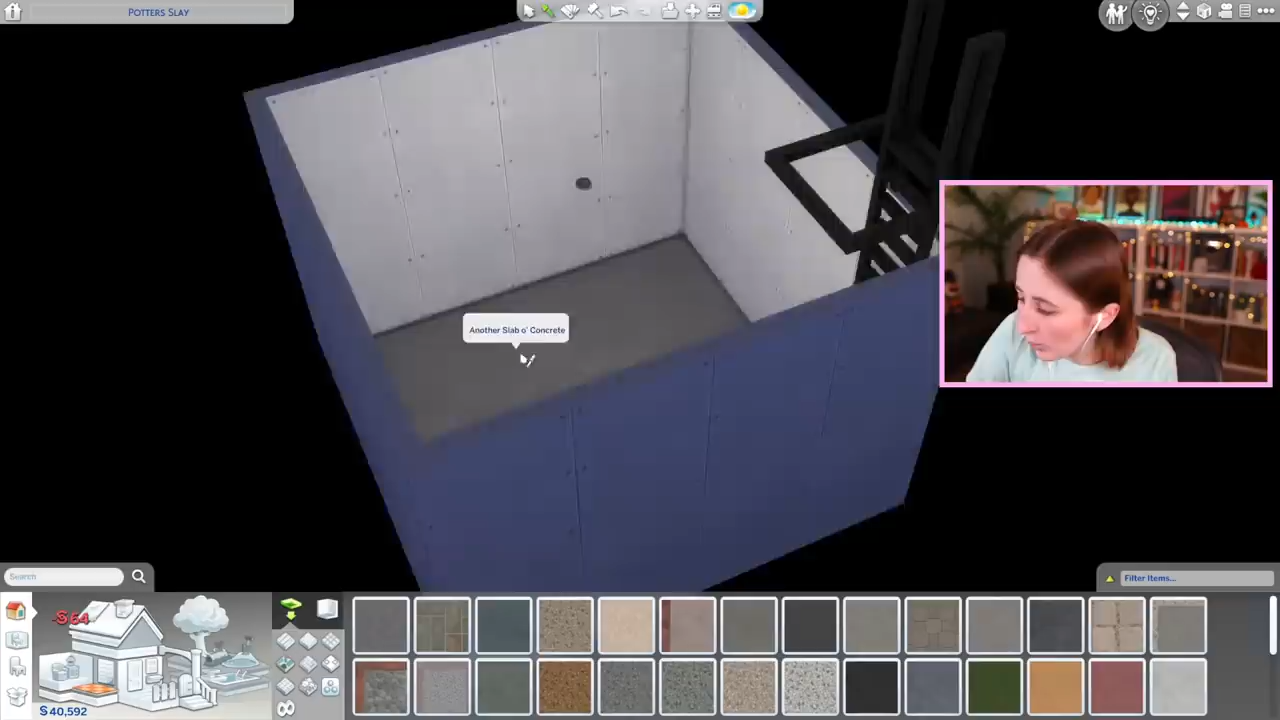 POTTERS SLAY
Another Slab o' Concrete
Search
Filter Items...
-§64
§40,592